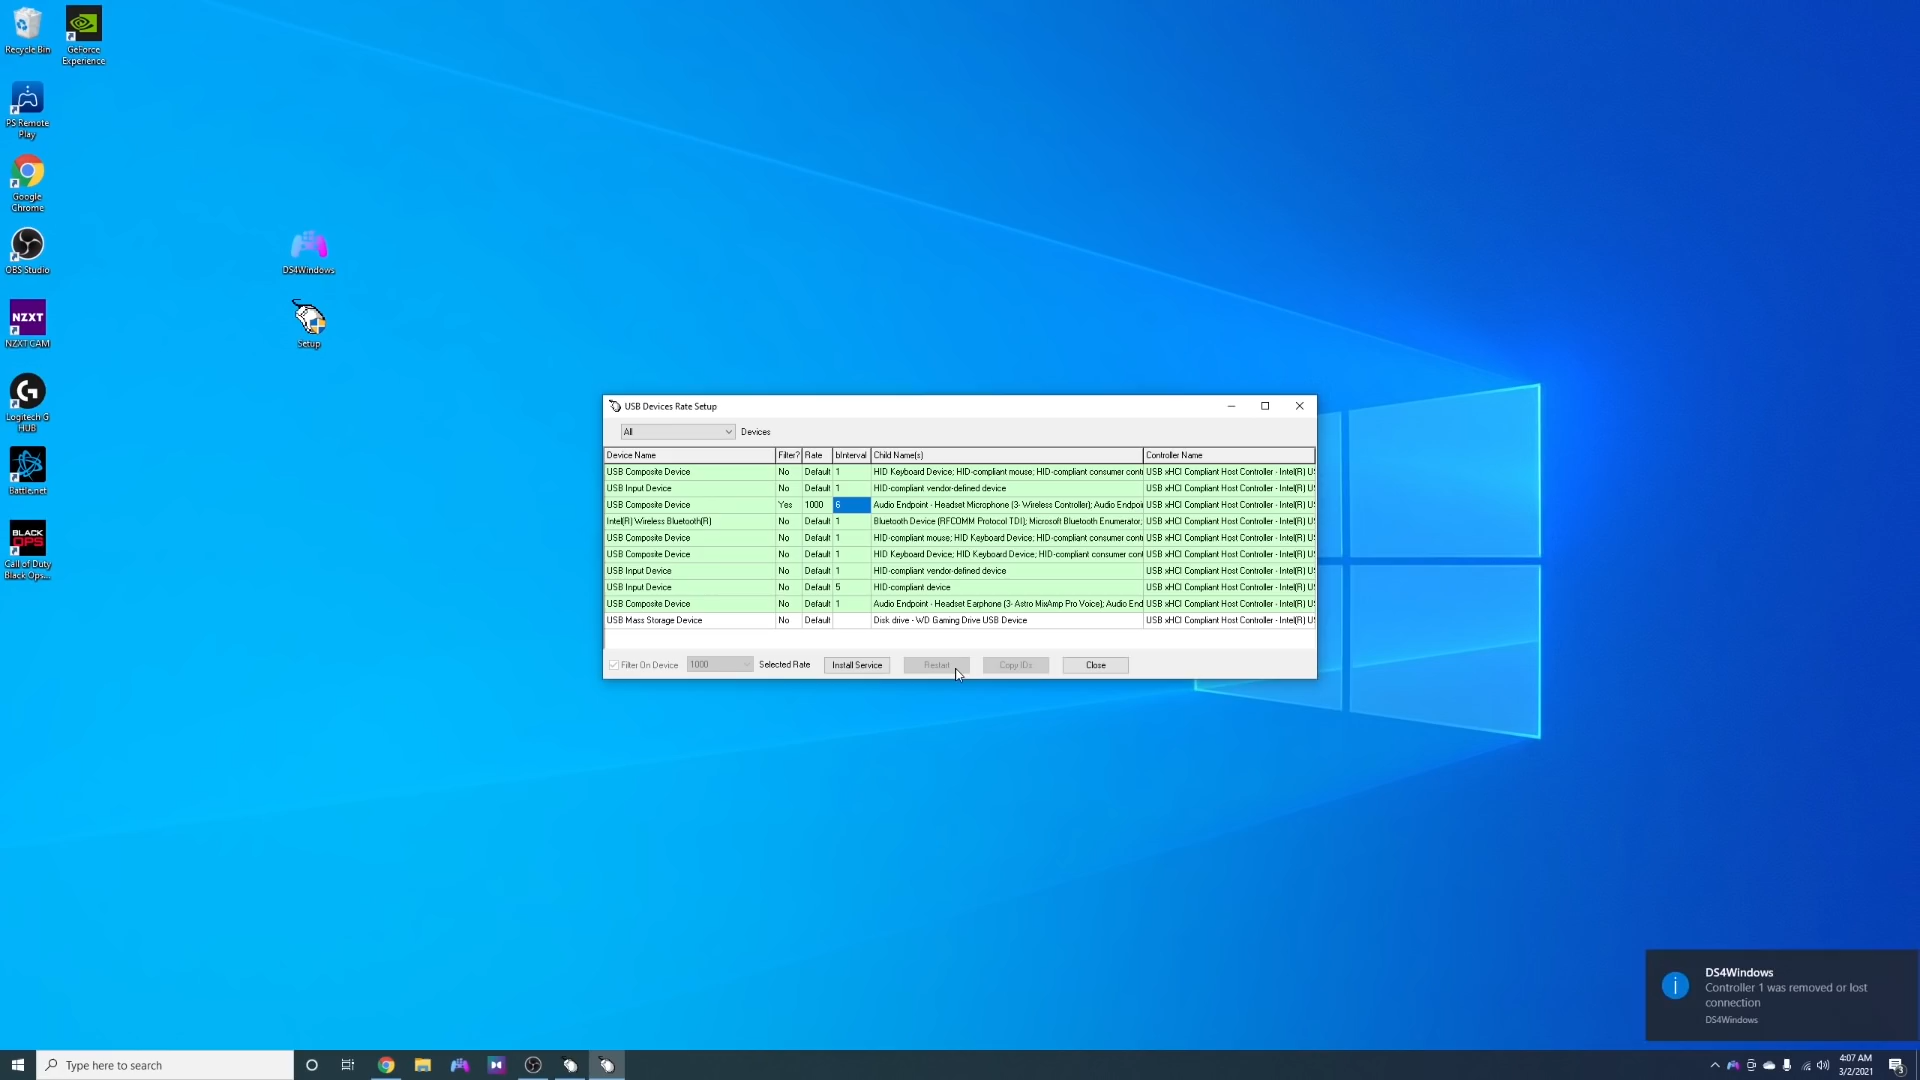 Recycle Bin
GeForce
Experience
PS Remote
Play
Google
Chrome
OBS Studio
NZXT
NZXT CAM
Logitech G
HUB
Battle.net
BLACK
OPS
Call of Duty
Black Ops...
DS4Windows
Setup
USB Devices Rate Setup
All Devices
Device Name Filter? Rate bInterval Child Name(s) Controller Name
USB Composite Device No Default 1 HID Keyboard Device; HID-compliant mouse; HID-compliant consumer cont USB xHCI Compliant Host Controller - Intel(R) U
USB Input Device No Default 1 HID-compliant vendor-defined device USB xHCI Compliant Host Controller - Intel(R) U
USB Composite Device Yes 1000 6 Audio Endpoint - Headset Microphone (3- Wireless Controller); Audio Endpoi USB xHCI Compliant Host Controller - Intel(R) U
Intel(R) Wireless Bluetooth(R) No Default 1 Bluetooth Device (RFCOMM Protocol TDI); Microsoft Bluetooth Enumerator; USB xHCI Compliant Host Controller - Intel(R) U
USB Composite Device No Default 1 HID-compliant mouse; HID Keyboard Device; HID-compliant consumer cont USB xHCI Compliant Host Controller - Intel(R) U
USB Composite Device No Default 1 HID Keyboard Device; HID Keyboard Device; HID-compliant consumer con USB xHCI Compliant Host Controller - Intel(R) U
USB Input Device No Default 1 HID-compliant vendor-defined device USB xHCI Compliant Host Controller - Intel(R) U
USB Input Device No Default 5 HID-compliant device USB xHCI Compliant Host Controller - Intel(R) U
USB Composite Device No Default 1 Audio Endpoint - Headset Earphone (3- Astro MixAmp Pro Voice); Audio End USB xHCI Compliant Host Controller - Intel(R) U
USB Mass Storage Device No Default Disk drive - WD Gaming Drive USB Device USB xHCI Compliant Host Controller - Intel(R) U
Filter On Device 1000 Selected Rate Install Service Restart Copy IDs Close
DS4Windows
Controller 1 was removed or lost
connection
DS4Windows
Type here to search
4:07 AM
3/2/2021
3